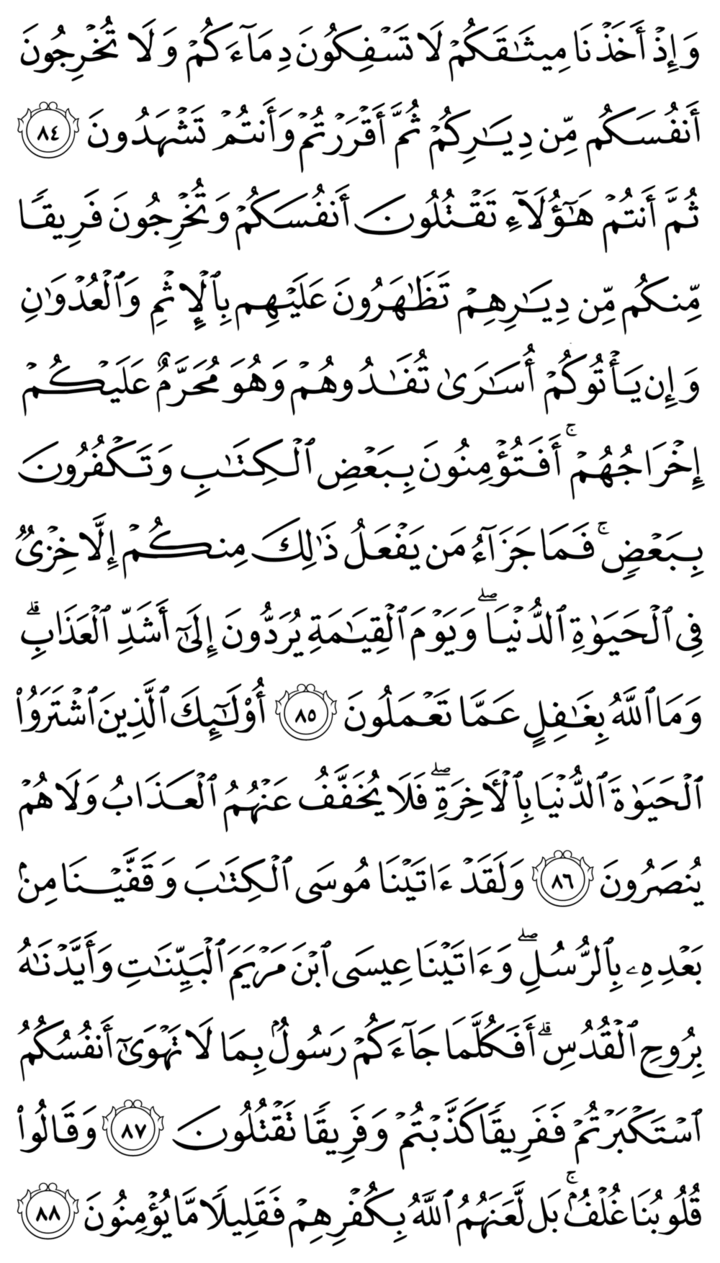 وَإِذْ أَخَذْنَا مِيثَٰقَكُمْ لَا تَسْفِكُونَ دِمَآءَكُمْ وَلَا تُخْرِجُونَ
أَنفُسَكُم مِّن دِيَٰرِكُمْ ثُمَّ أَقْرَرْتُمْ وَأَنتُمْ تَشْهَدُونَ ٨٤
ثُمَّ أَنتُمْ هَٰٓؤُلَآءِ تَقْتُلُونَ أَنفُسَكُمْ وَتُخْرِجُونَ فَرِيقًا
مِّنكُم مِّن دِيَٰرِهِمْ تَظَٰهَرُونَ عَلَيْهِم بِٱلْإِثْمِ وَٱلْعُدْوَٰنِ
وَإِن يَأْتُوكُمْ أُسَٰرَىٰ تُفَٰدُوهُمْ وَهُوَ مُحَرَّمٌ عَلَيْكُمْ
إِخْرَاجُهُمْ ۚ أَفَتُؤْمِنُونَ بِبَعْضِ ٱلْكِتَٰبِ وَتَكْفُرُونَ
بِبَعْضٍ ۚ فَمَا جَزَآءُ مَن يَفْعَلُ ذَٰلِكَ مِنكُمْ إِلَّا خِزْىٌ
فِى ٱلْحَيَوٰةِ ٱلدُّنْيَا ۖ وَيَوْمَ ٱلْقِيَٰمَةِ يُرَدُّونَ إِلَىٰٓ أَشَدِّ ٱلْعَذَابِ ۗ
وَمَا ٱللَّهُ بِغَٰفِلٍ عَمَّا تَعْمَلُونَ ٨٥ أُو۟لَٰٓئِكَ ٱلَّذِينَ ٱشْتَرَوُا۟
ٱلْحَيَوٰةَ ٱلدُّنْيَا بِٱلْءَاخِرَةِ ۖ فَلَا يُخَفَّفُ عَنْهُمُ ٱلْعَذَابُ وَلَا هُمْ
يُنصَرُونَ ٨٦ وَلَقَدْ ءَاتَيْنَا مُوسَى ٱلْكِتَٰبَ وَقَفَّيْنَا مِنۢ
بَعْدِهِۦ بِٱلرُّسُلِ ۖ وَءَاتَيْنَا عِيسَى ٱبْنَ مَرْيَمَ ٱلْبَيِّنَٰتِ وَأَيَّدْنَٰهُ
بِرُوحِ ٱلْقُدُسِ ۗ أَفَكُلَّمَا جَآءَكُمْ رَسُولٌۢ بِمَا لَا تَهْوَىٰٓ أَنفُسُكُمُ
ٱسْتَكْبَرْتُمْ فَفَرِيقًا كَذَّبْتُمْ وَفَرِيقًا تَقْتُلُونَ ٨٧ وَقَالُوا۟
قُلُوبُنَا غُلْفٌۢ ۚ بَل لَّعَنَهُمُ ٱللَّهُ بِكُفْرِهِمْ فَقَلِيلًا مَّا يُؤْمِنُونَ ٨٨